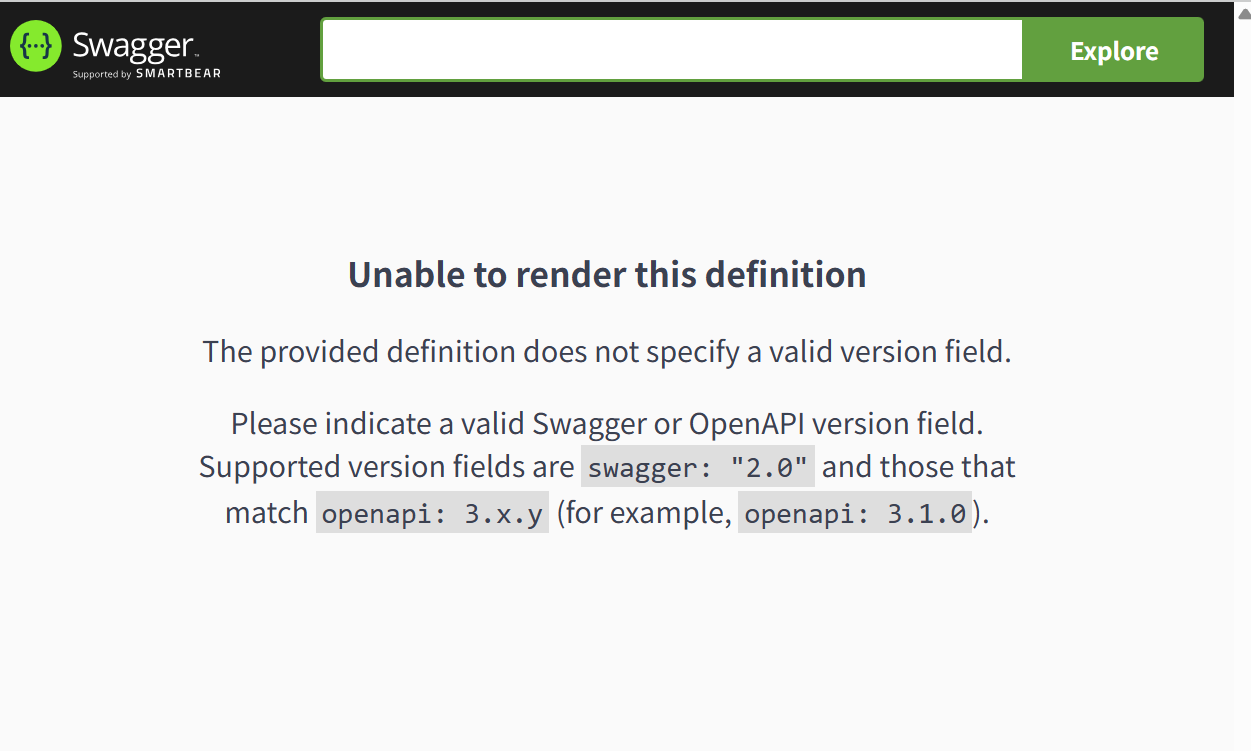 {···} Swagger™
Supported by SMARTBEAR
Explore
Unable to render this definition
The provided definition does not specify a valid version field.
Please indicate a valid Swagger or OpenAPI version field.
Supported version fields are swagger: "2.0" and those that
match openapi: 3.x.y (for example, openapi: 3.1.0).